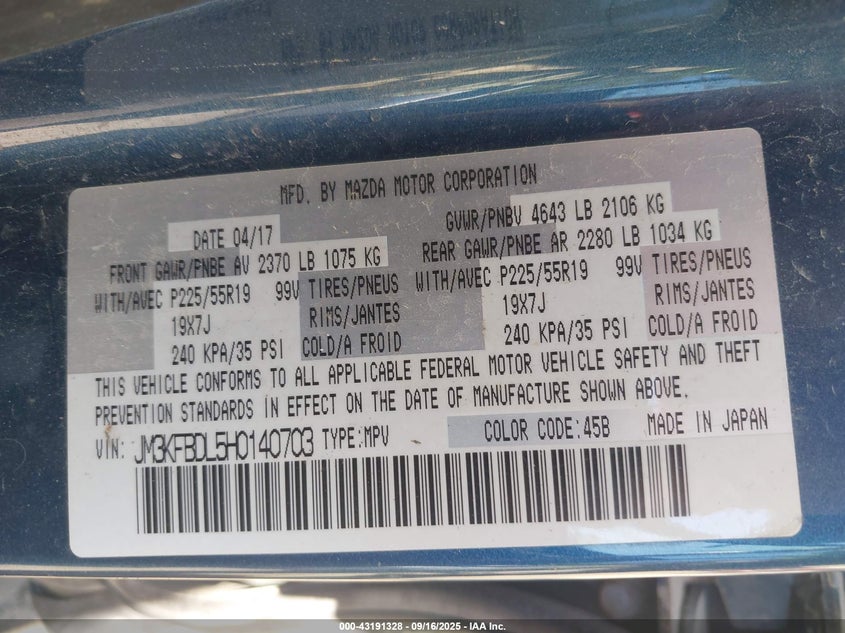 MFD. BY MAZDA MOTOR CORPORATION
DATE 04/17 GVWR/PNBV 4643 LB 2106 KG
FRONT GAWR/PNBE AV 2370 LB 1075 KG REAR GAWR/PNBE AR 2280 LB 1034 KG
WITH/AVEC P225/55R19 99V TIRES/PNEUS WITH/AVEC P225/55R19 99V TIRES/PNEUS
19X7J RIMS/JANTES 19X7J RIMS/JANTES
240 KPA/35 PSI COLD/A FROID 240 KPA/35 PSI COLD/A FROID
THIS VEHICLE CONFORMS TO ALL APPLICABLE FEDERAL MOTOR VEHICLE SAFETY AND THEFT
PREVENTION STANDARDS IN EFFECT ON THE DATE OF MANUFACTURE SHOWN ABOVE.
VIN: JM3KFBDL5H0140703 TYPE:MPV COLOR CODE:45B MADE IN JAPAN
000-43191328 - 09/16/2025 - IAA Inc.